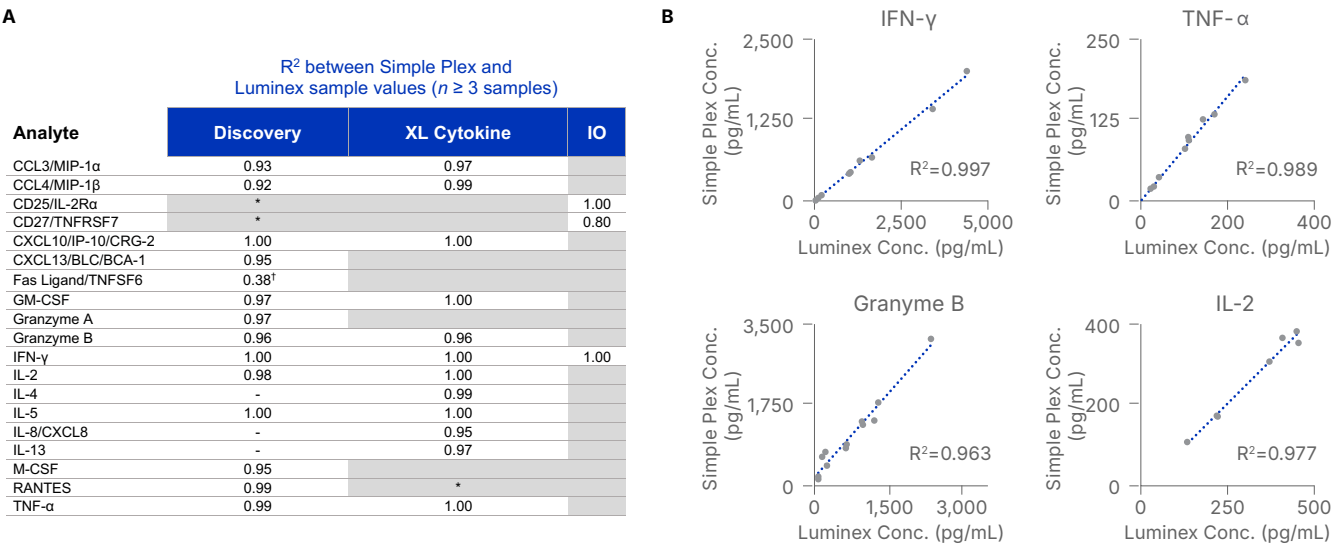 A
R² between Simple Plex and
Luminex sample values (n ≥ 3 samples)
Analyte Discovery XL Cytokine IO
CCL3/MIP-1α 0.93 0.97
CCL4/MIP-1β 0.92 0.99
CD25/IL-2Rα * 1.00
CD27/TNFRSF7 * 0.80
CXCL10/IP-10/CRG-2 1.00 1.00
CXCL13/BLC/BCA-1 0.95
Fas Ligand/TNFSF6 0.38†
GM-CSF 0.97 1.00
Granzyme A 0.97
Granzyme B 0.96 0.96
IFN-γ 1.00 1.00 1.00
IL-2 0.98 1.00
IL-4 - 0.99
IL-5 1.00 1.00
IL-8/CXCL8 - 0.95
IL-13 - 0.97
M-CSF 0.95
RANTES 0.99 *
TNF-α 0.99 1.00
B
IFN-γ
Simple Plex Conc.
(pg/mL)
2,500
1,250
0
R²=0.997
0 2,500 5,000
Luminex Conc. (pg/mL)
TNF- α
Simple Plex Conc.
(pg/mL)
250
125
0
R²=0.989
0 200 400
Luminex Conc. (pg/mL)
Granyme B
Simple Plex Conc.
(pg/mL)
3,500
1,750
0
R²=0.963
0 1,500 3,000
Luminex Conc. (pg/mL)
IL-2
Simple Plex Conc.
(pg/mL)
400
200
0
R²=0.977
0 250 500
Luminex Conc. (pg/mL)